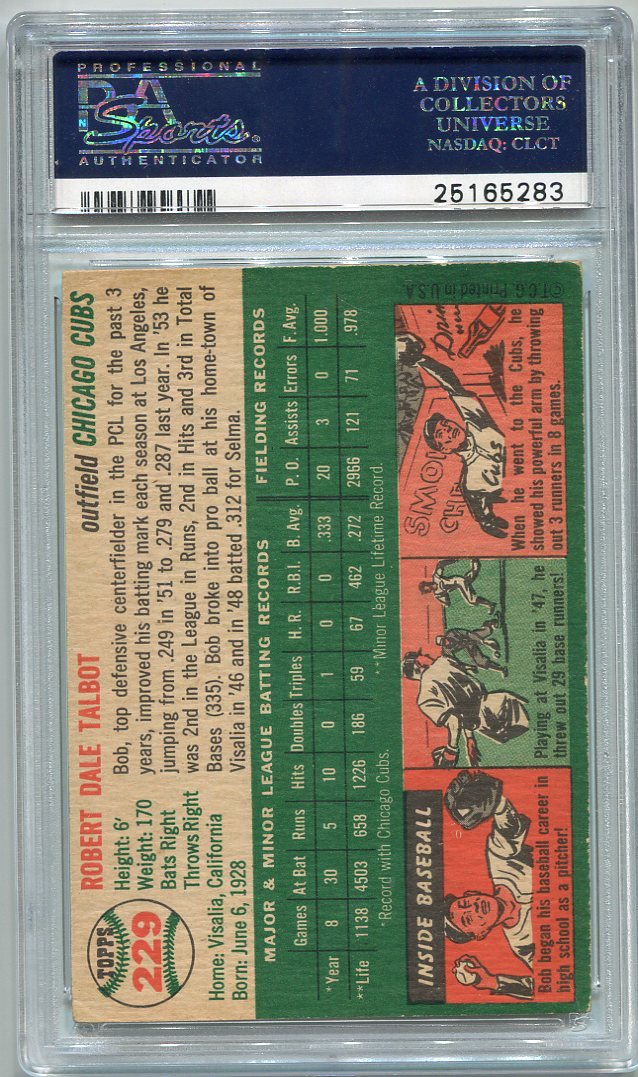 PROFESSIONAL
PSA
Sports
AUTHENTICATOR
A DIVISION OF
COLLECTORS
UNIVERSE
NASDAQ: CLCT
25165283
TOPPS
229
ROBERT DALE TALBOT
outfield CHICAGO CUBS
Height: 6'
Weight: 170
Bats Right
Throws Right
Home: Visalia, California
Born: June 6, 1928
Bob, top defensive centerfielder in the PCL for the past 3
years, improved his batting mark each season at Los Angeles,
jumping from .249 in '51 to .279 and .287 last year. In '53 he
was 2nd in the League in Runs, 2nd in Hits and 3rd in Total
Bases (335). Bob broke into pro ball at his home-town of
Visalia in '46 and in '48 batted .312 for Selma.
MAJOR & MINOR LEAGUE BATTING RECORDS FIELDING RECORDS
Games At Bat Runs Hits Doubles Triples H. R. R.B.I. B. Avg. P. O. Assists Errors F. Avg.
*Year 8 30 5 10 0 1 0 0 .333 20 3 0 1.000
**Life 1138 4503 658 1226 186 59 67 462 .272 2966 121 71 .978
*Record with Chicago Cubs. **Minor League Lifetime Record.
INSIDE BASEBALL
Bob began his baseball career in
high school as a pitcher!
Playing at Visalia in '47, he
threw out 29 base runners!
SMO
CHE
Drin
CUBS
When he went to the Cubs, he
showed his powerful arm by throwing
out 3 runners in 8 games.
©T.C.G. Printed in U.S.A.